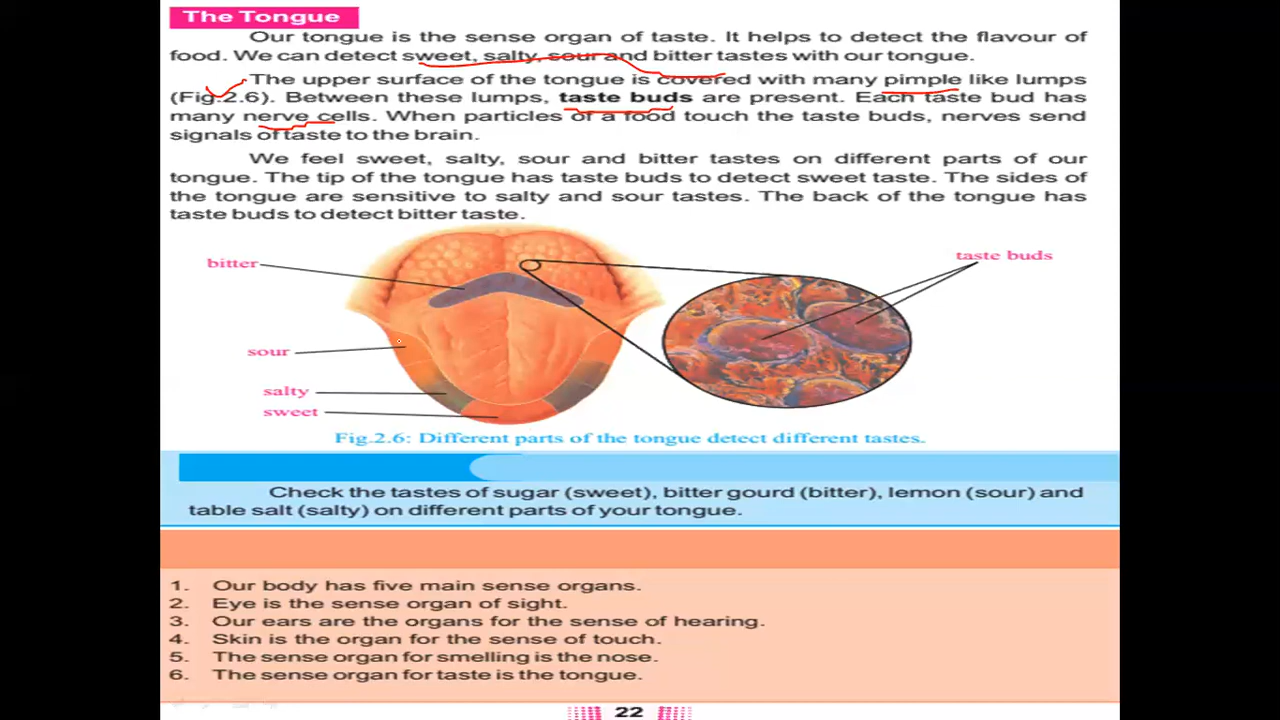 The Tongue
Our tongue is the sense organ of taste. It helps to detect the flavour of
food. We can detect sweet, salty, sour and bitter tastes with our tongue.
The upper surface of the tongue is covered with many pimple like lumps
(Fig.2.6). Between these lumps, taste buds are present. Each taste bud has
many nerve cells. When particles of a food touch the taste buds, nerves send
signals of taste to the brain.
We feel sweet, salty, sour and bitter tastes on different parts of our
tongue. The tip of the tongue has taste buds to detect sweet taste. The sides of
the tongue are sensitive to salty and sour tastes. The back of the tongue has
taste buds to detect bitter taste.
bitter
taste buds
sour
salty
sweet
Fig.2.6: Different parts of the tongue detect different tastes.
Check the tastes of sugar (sweet), bitter gourd (bitter), lemon (sour) and
table salt (salty) on different parts of your tongue.
1. Our body has five main sense organs.
2. Eye is the sense organ of sight.
3. Our ears are the organs for the sense of hearing.
4. Skin is the organ for the sense of touch.
5. The sense organ for smelling is the nose.
6. The sense organ for taste is the tongue.
22